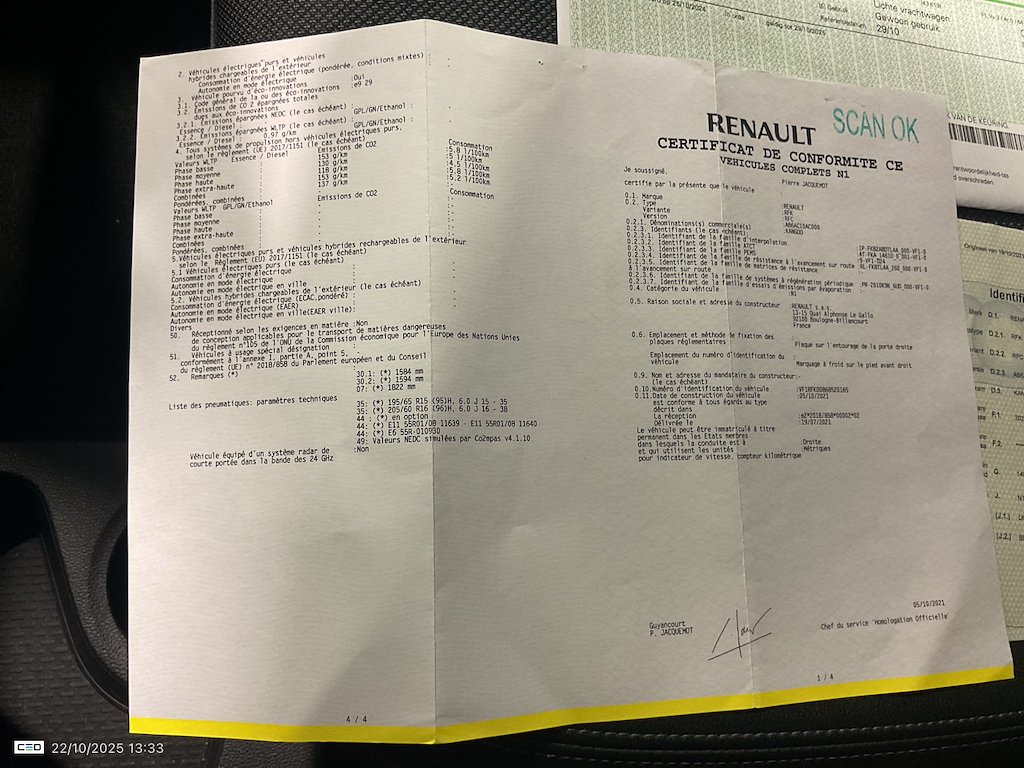 2. Véhicules électriques purs et véhicules
hybrides chargeables de l'extérieur
Consommation d'énergie électrique (pondérée, conditions mixtes) :
Autonomie en mode électrique :
3. Véhicule pourvu d'éco-innovations :Oui
3.1. Code général de la ou des éco-innovations :e9 29
3.2. Emissions de CO 2 épargnées totales
dues aux éco-innovations
3.2.1. Emissions épargnées NEDC (le cas échéant) :
Essence / Diesel : GPL/GN/Ethanol :
3.2.2. Emissions épargnées WLTP (le cas échéant) :
Essence / Diesel : 0.97 g/km GPL/GN/Ethanol :
4. Tous systèmes de propulsion hors véhicules électriques purs,
selon le règlement (UE) 2017/1151 (le cas échéant)
Valeurs WLTP Essence / Diesel Emissions de CO2 Consommation
Phase basse : 153 g/km :5.8 l/100km
Phase moyenne : 130 g/km :5 l/100km
Phase haute : 118 g/km :4.5 l/100km
Phase extra-haute : 153 g/km :5.8 l/100km
Combinées : 137 g/km :5.2 l/100km
Pondérées, combinées
Valeurs WLTP GPL/GN/Ethanol Emissions de CO2 Consommation
Phase basse
Phase moyenne
Phase haute
Phase extra-haute
Combinées
Pondérées, combinées
5.Véhicules électriques purs et véhicules hybrides rechargeables de l'extérieur
selon le Règlement (EU) 2017/1151 (le cas échéant)
5.1 Véhicules électriques purs (le cas échéant)
Consommation d'énergie électrique :
Autonomie en mode électrique :
Autonomie en mode électrique en ville :
5.2. Véhicules hybrides chargeables de l'extérieur (le cas échéant)
Consommation d'énergie électrique (ECAC,pondéré) :
Autonomie en mode électrique (EAER) :
Autonomie en mode électrique en ville(EAER ville):
Divers
50. Réceptionné selon les exigences en matière :Non
de conception applicables pour le transport de matières dangereuses
du règlement n°105 de l'ONU de la Commission économique pour l'Europe des Nations Unies
51. Véhicules à usage spécial désignation :
conformément à l'annexe I, partie A, point 5. -
du règlement (UE) n° 2018/858 du Parlement européen et du Conseil
52. Remarques (*)
30.1: (*) 1584 mm
30.2: (*) 1594 mm
07: (*) 1822 mm
Liste des pneumatiques: paramètres techniques
35: (*) 195/65 R15 (95)H, 6.0 J 15 - 35
35: (*) 205/60 R16 (96)H, 6.0 J 16 - 38
44 : (*) en option
44: (*) E11 55R01/08 11639 - E11 55R01/08 11640
44: (*) E6 55R-010930
49: Valeurs NEDC simulées par Co2mpas v4.1.10
Véhicule équipé d'un système radar de :Non
courte portée dans la bande des 24 GHz
4 / 4
RENAULT
SCAN OK
CERTIFICAT DE CONFORMITE CE
VEHICULES COMPLETS N1
Je soussigné, Pierre JACQUEMOT
certifie par la présente que le véhicule
0.1. Marque :RENAULT
0.2. Type :RFK
Variante :RFC
Version
0.2.1. Dénominations(s) commerciale(s) :KANGOO
0.2.3. Identifiants (le cas échéant)
0.2.3.1. Identifiant de la famille d'interpolation
0.2.3.2. Identifiant de la famille ATCT
0.2.3.3. Identifiant de la famille PEMS
0.2.3.4. Identifiant de la famille de résistance à l'avancement sur route
0.2.3.5. Identifiant de la famille de matrices de résistance
à l'avancement sur route
0.2.3.6. Identifiant de la famille de systèmes à régénération périodique
0.2.3.7. Identifiant de la famille d'essais d'émissions par évaporation :
0.4. Catégorie du véhicule :N1
0.5. Raison sociale et adresse du constructeur :RENAULT s.a.s.
13-15 Quai Alphonse Le Gallo
92100 Boulogne-Billancourt
France
0.6. Emplacement et méthode de fixation des
plaques réglementaires : Plaque sur l'entourage de la porte droite
Emplacement du numéro d'identification du :
véhicule Marquage à froid sur le pied avant droit
0.9. Nom et adresse du mandataire du constructeur:-
(le cas échéant)
0.10.Numéro d'identification du véhicule
0.11.Date de construction du véhicule :05/10/2021
est conforme à tous égards au type
décrit dans
La réception :e2*2018/858*00002*02
Délivrée le :19/07/2021
Le véhicule peut être immatriculé à titre
permanent dans les Etats membres
dans lesquels la conduite est à :Droite
et qui utilisent les unités :Métriques
pour indicateur de vitesse, compteur kilométrique
05/10/2021
Guyancourt
P. JACQUEMOT
Chef du service 'Homologation Officielle'
1 / 4
Lichte vrachtwagen
Gewoon gebruik
29/10
VAN DE KEURING
22/10/2025 13:33